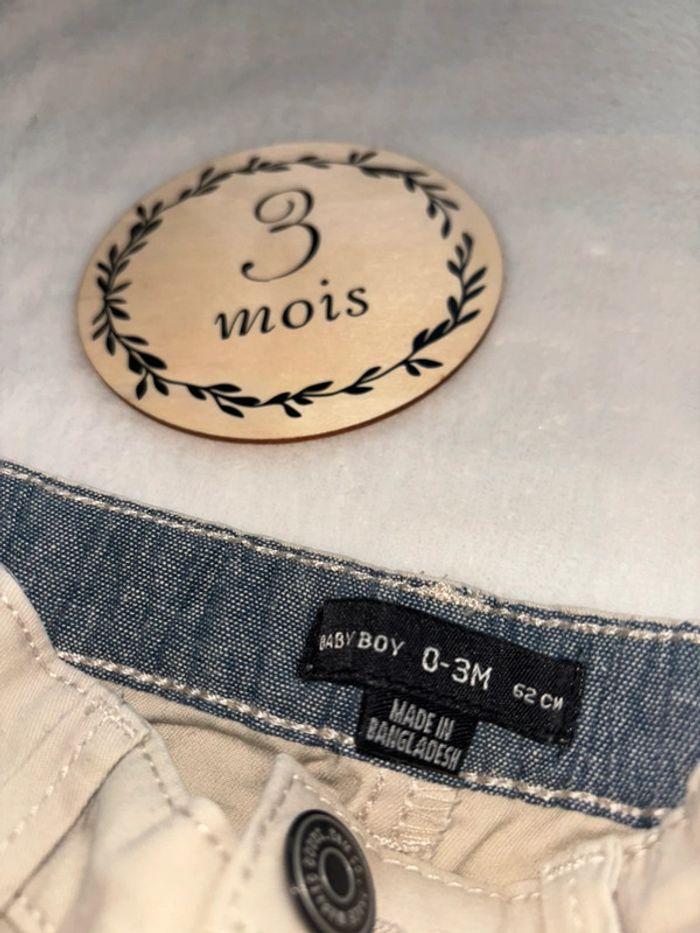 3
mois
BABY BOY 0-3M 62 CM
MADE IN
BANGLADESH